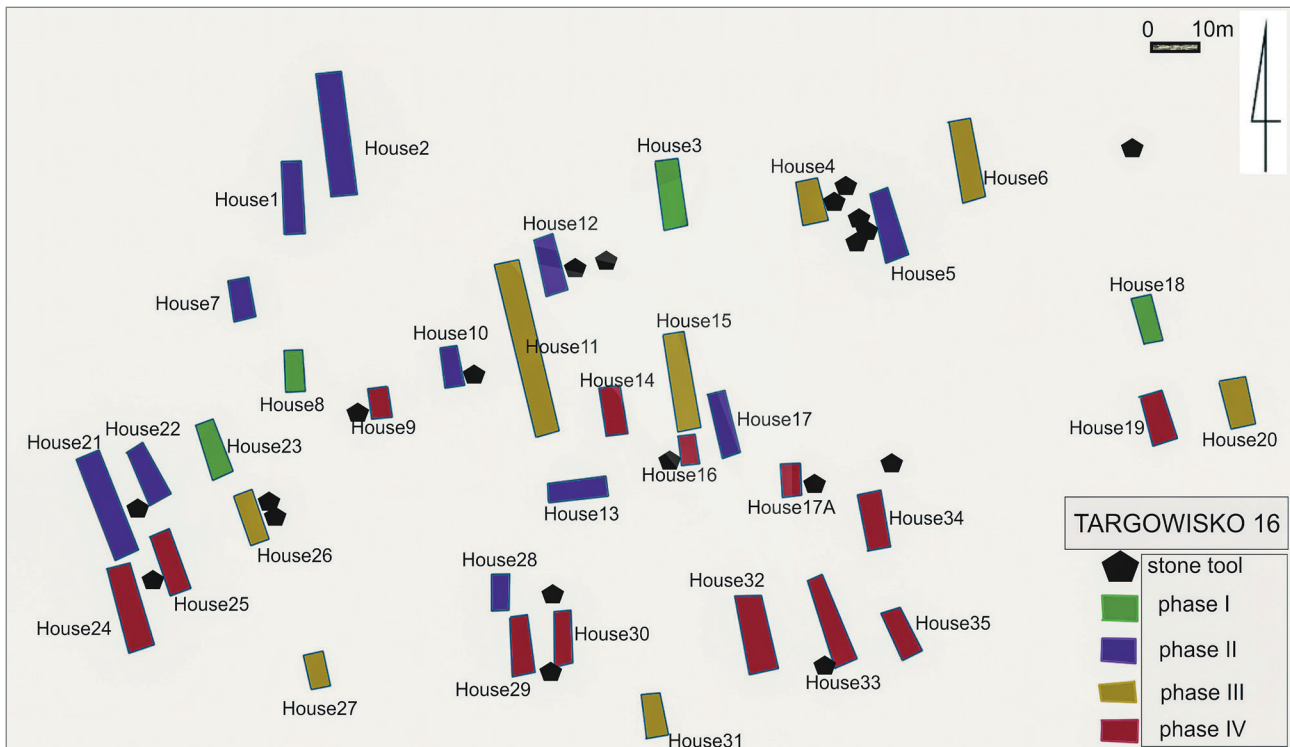 0 10m
House2
House1
House3
House4
House6
House12
House5
House7
House18
House10
House11
House15
House14
House8
House9
House17
House19
House20
House21
House22
House23
House16
House13
House17A
House34
House26
House28
House32
House25
House24
House30
House35
House29
House33
House27
House31
TARGOWISKO 16
stone tool
phase I
phase II
phase III
phase IV